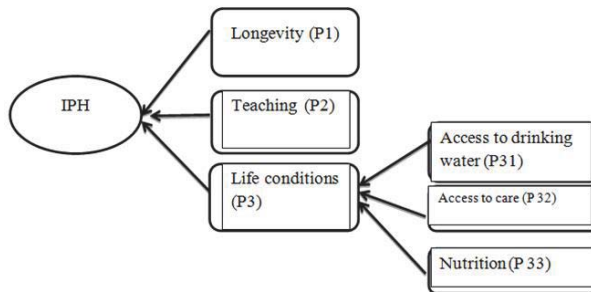 IPH
Longevity (P1)
Teaching (P2)
Life conditions
(P3)
Access to drinking
water (P31)
Access to care (P 32)
Nutrition(P 33)